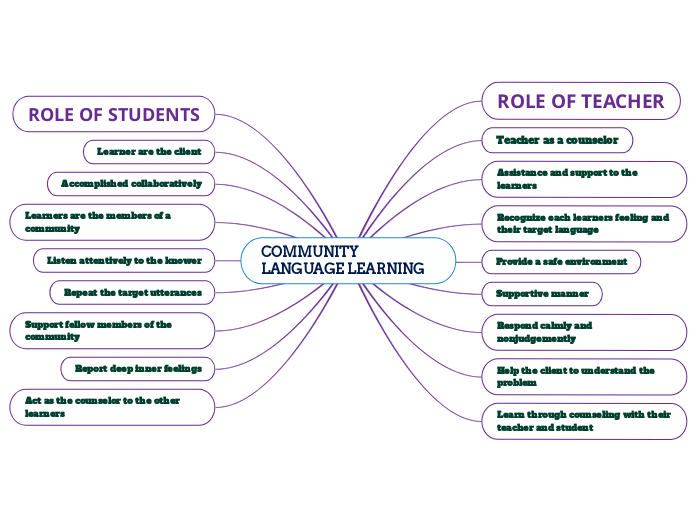 ROLE OF STUDENTS
Learner are the client
Accomplished collaboratively
Learners are the members of a
community
Listen attentively to the knower
Repeat the target utterances
Support fellow members of the
community
Report deep inner feelings
Act as the counselor to the other
learners
COMMUNITY
LANGUAGE LEARNING
ROLE OF TEACHER
Teacher as a counselor
Assistance and support to the
learners
Recognize each learners feeling and
their target language
Provide a safe environment
Supportive manner
Respond calmly and
nonjudgemently
Help the client to understand the
problem
Learn through counseling with their
teacher and student